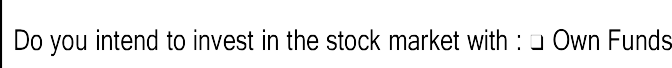 Do you intend to invest in the stock market with : ❏ Own Funds